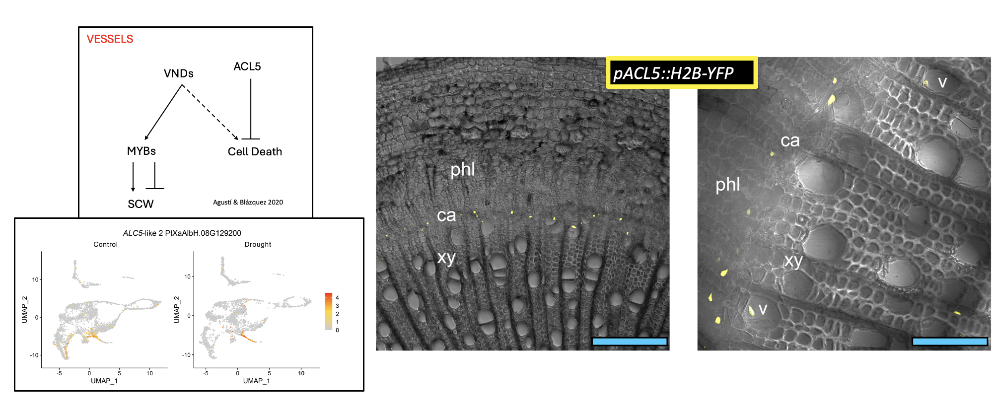 VESSELS
VNDs
ACL5
MYBs
Cell Death
SCW
Agustí & Blázquez 2020
ALC5-like 2 PtXaAlbH.08G129200
Control
Drought
UMAP_2
10
0
-10
-5
0
5
10
UMAP_1
UMAP_2
10
0
-10
-5
0
5
10
UMAP_1
4
3
2
1
0
pACL5::H2B-YFP
phl
ca
xy
v
ca
phl
xy
v